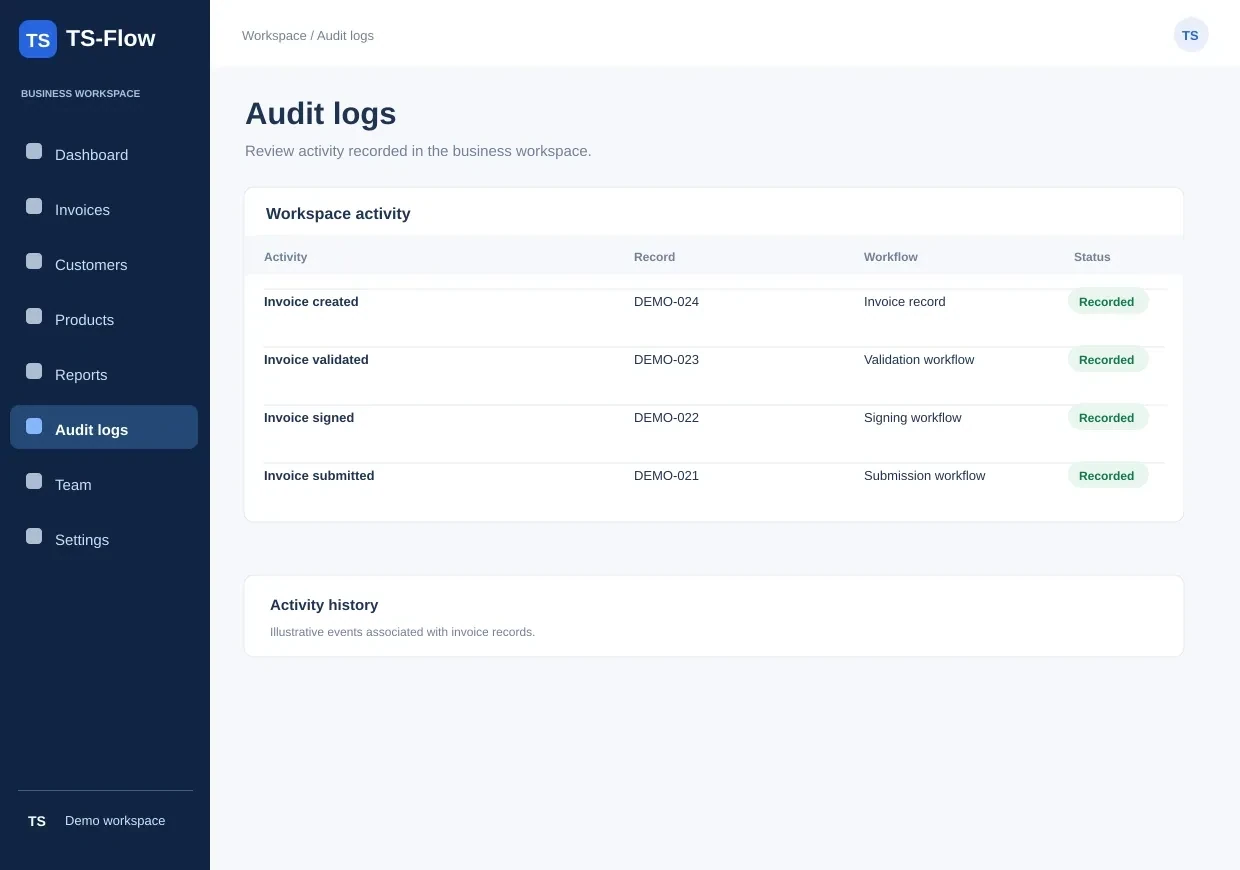 TS TS-Flow
BUSINESS WORKSPACE
Dashboard
Invoices
Customers
Products
Reports
Audit logs
Team
Settings
TS Demo workspace
Workspace / Audit logs
TS
Audit logs
Review activity recorded in the business workspace.
Workspace activity
Activity Record Workflow Status
Invoice created DEMO-024 Invoice record Recorded
Invoice validated DEMO-023 Validation workflow Recorded
Invoice signed DEMO-022 Signing workflow Recorded
Invoice submitted DEMO-021 Submission workflow Recorded
Activity history
Illustrative events associated with invoice records.